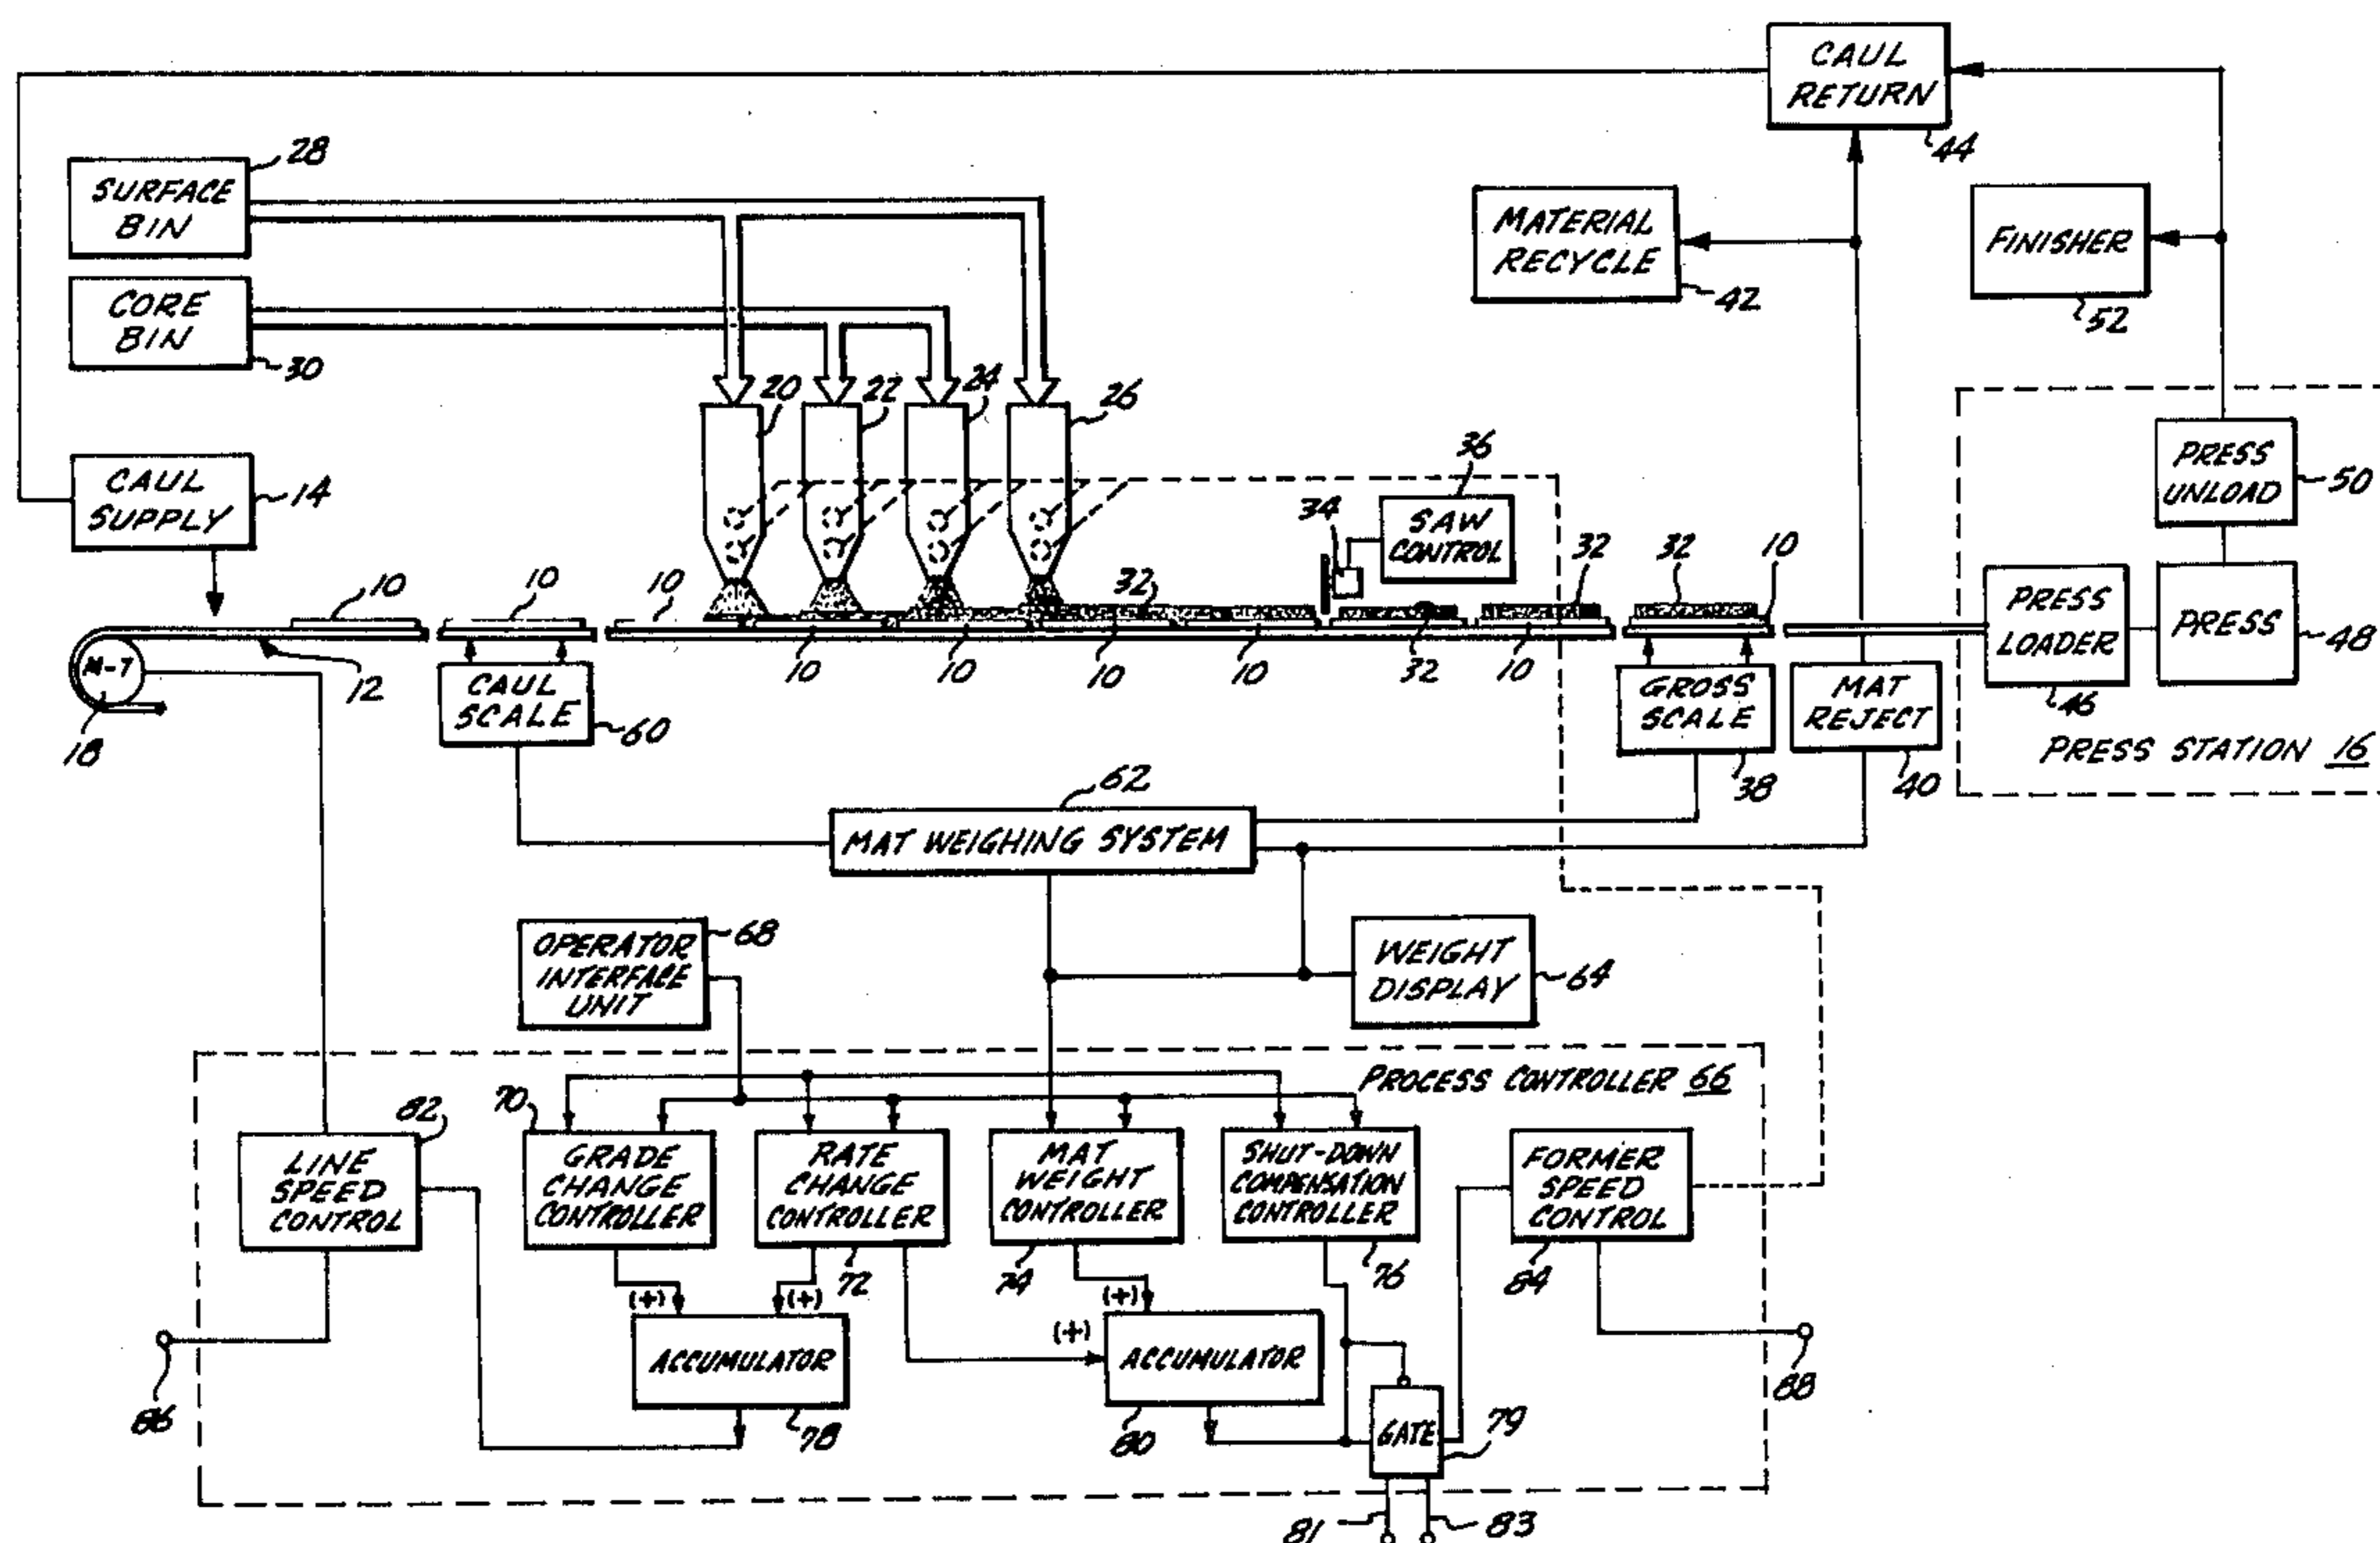 CAUL
RETURN
44
28
SURFACE
BIN
MATERIAL
RECYCLE
42
FINISHER
52
CORE
BIN
30
20
22
24
26
CAUL
SUPPLY
14
36
34
SAW
CONTROL
PRESS
UNLOAD
50
10
10
10
32
32
32
10
M-T
12
18
10
10
10
10
32
10
CAUL
SCALE
60
GROSS
SCALE
38
MAT
REJECT
40
PRESS
LOADER
46
PRESS
48
PRESS STATION 16
62
MAT WEIGHING SYSTEM
OPERATOR
INTERFACE
UNIT
68
WEIGHT
DISPLAY
64
PROCESS CONTROLLER 66
82
LINE
SPEED
CONTROL
70
GRADE
CHANGE
CONTROLLER
RATE
CHANGE
CONTROLLER
72
MAT
WEIGHT
CONTROLLER
74
SHUT-DOWN
COMPENSATION
CONTROLLER
76
FORMER
SPEED
CONTROL
84
(+)
(+)
(+)
(+)
86
ACCUMULATOR
78
ACCUMULATOR
80
GATE
79
88
81
83